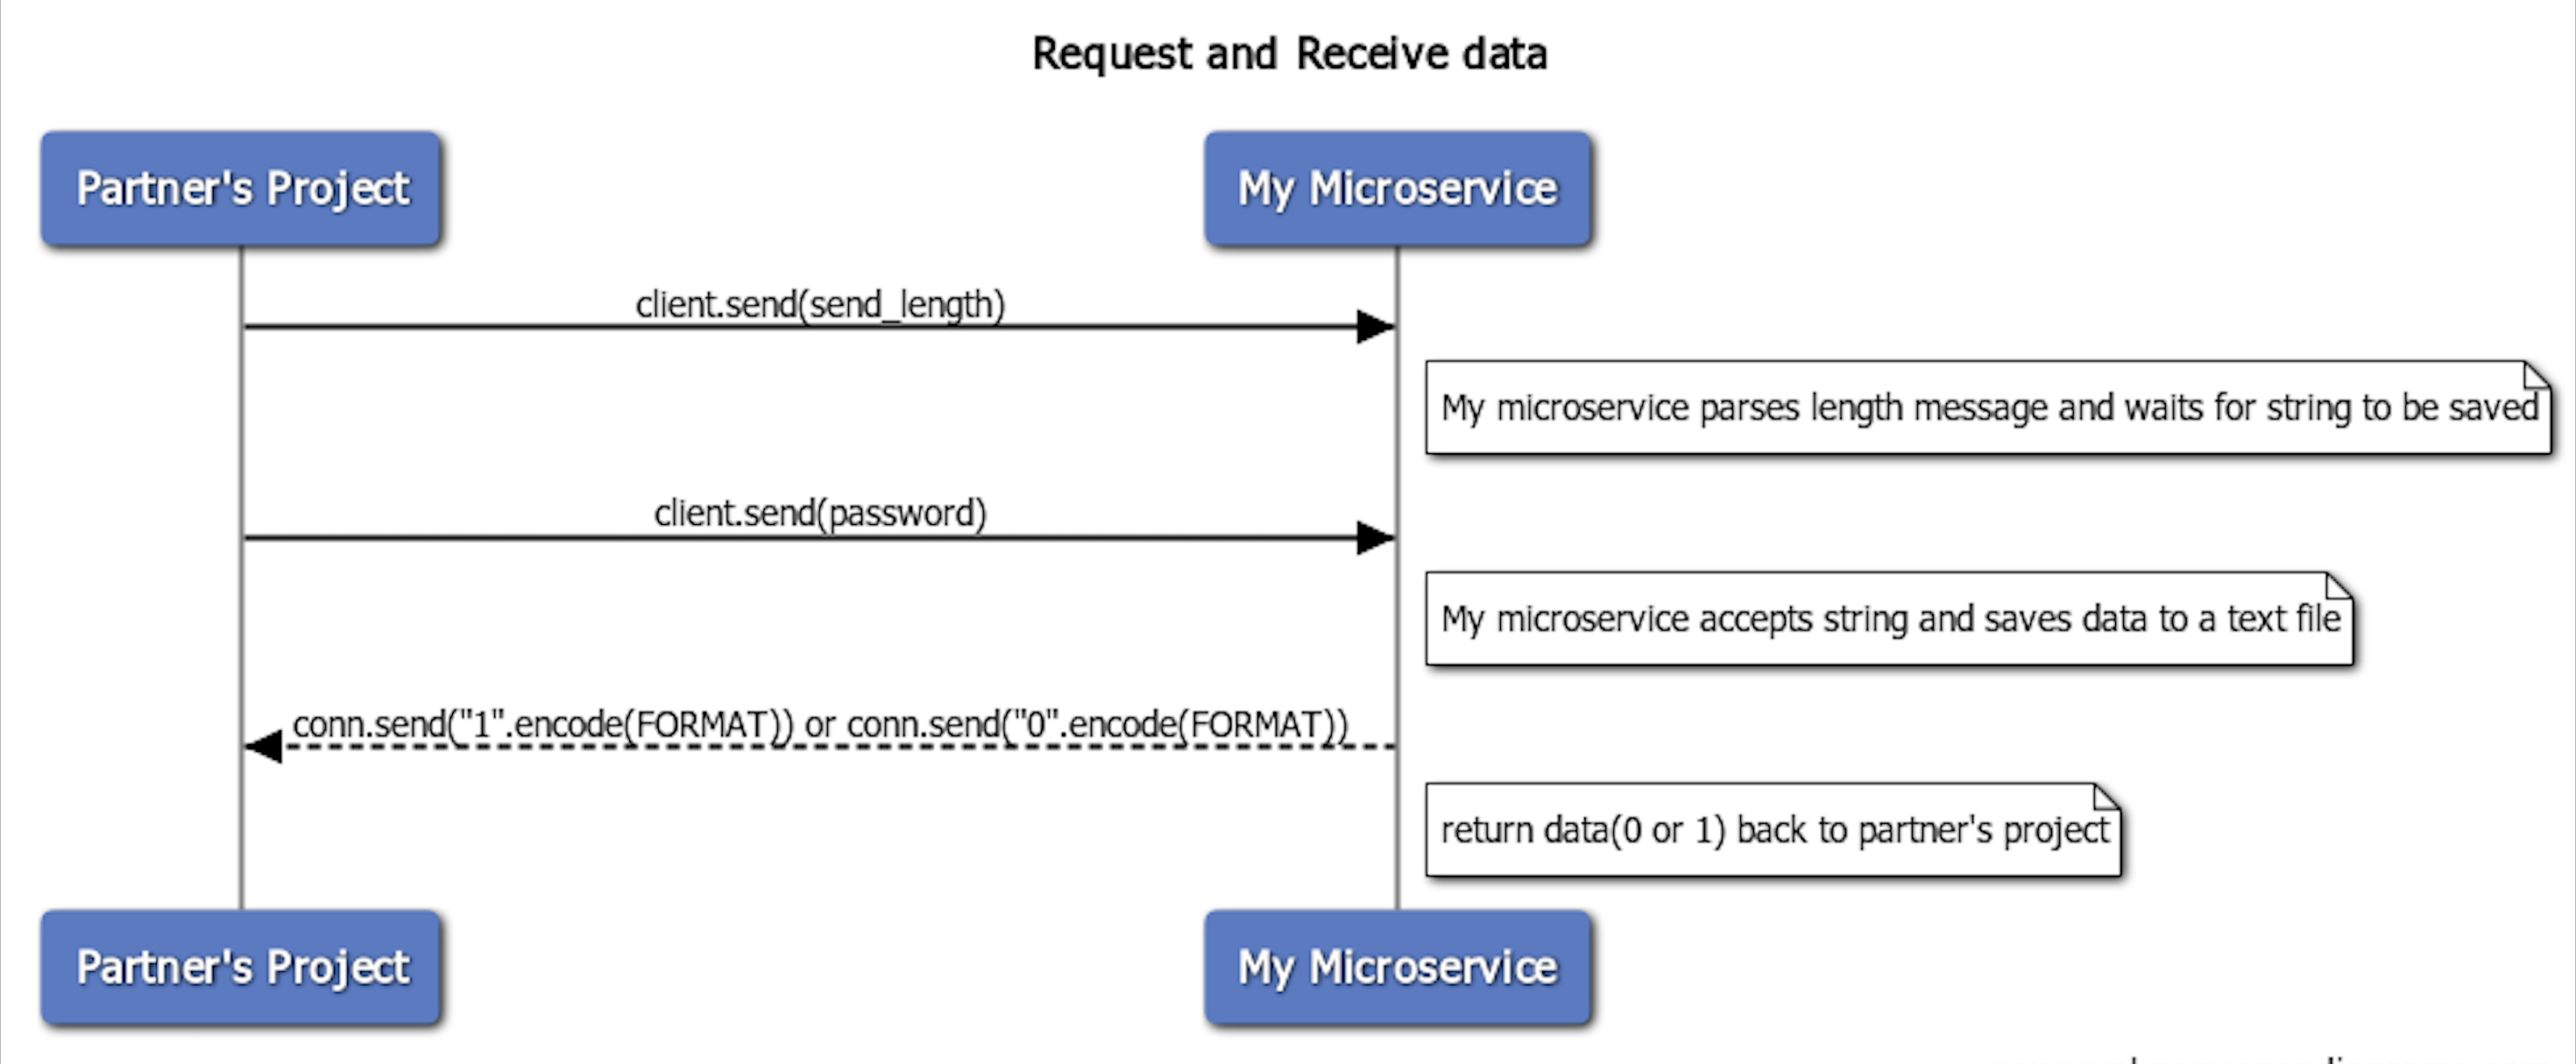 Request and Receive data
Partner's Project
My Microservice
client.send(send_length)
My microservice parses length message and waits for string to be saved
client.send(password)
My microservice accepts string and saves data to a text file
conn.send("1".encode(FORMAT)) or conn.send("0".encode(FORMAT))
return data(0 or 1) back to partner's project
Partner's Project
My Microservice